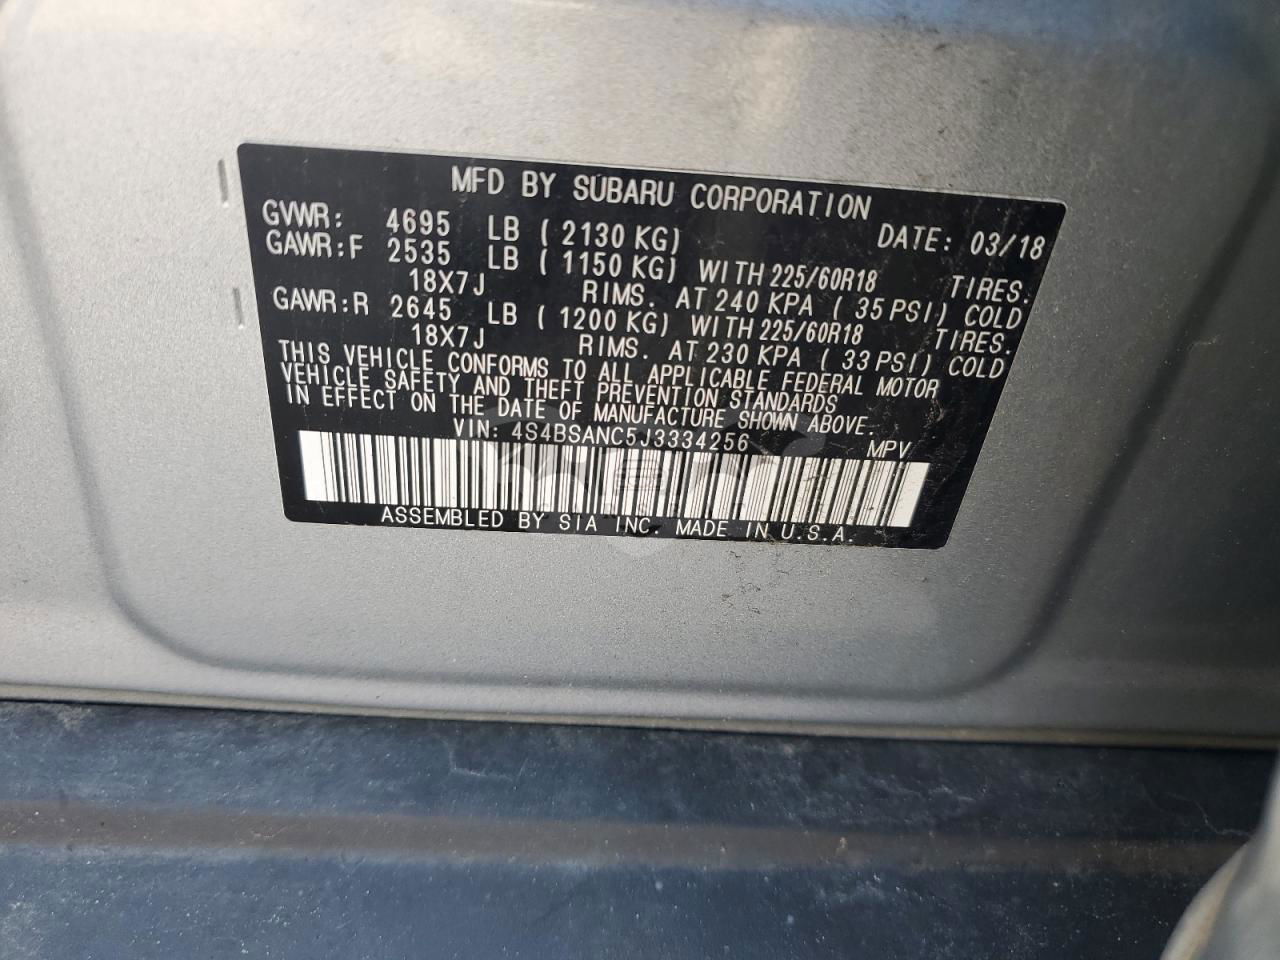 MFD BY SUBARU CORPORATION
GVWR: 4695 LB ( 2130 KG) DATE: 03/18
GAWR:F 2535 LB ( 1150 KG) WITH 225/60R18 TIRES.
18X7J RIMS. AT 240 KPA ( 35 PSI) COLD
GAWR:R 2645 LB ( 1200 KG) WITH 225/60R18 TIRES.
18X7J RIMS. AT 230 KPA ( 33 PSI) COLD
THIS VEHICLE CONFORMS TO ALL APPLICABLE FEDERAL MOTOR
VEHICLE SAFETY AND THEFT PREVENTION STANDARDS
IN EFFECT ON THE DATE OF MANUFACTURE SHOWN ABOVE.
VIN: 4S4BSANC5J3334256 MPV
ASSEMBLED BY SIA INC. MADE IN U.S.A.